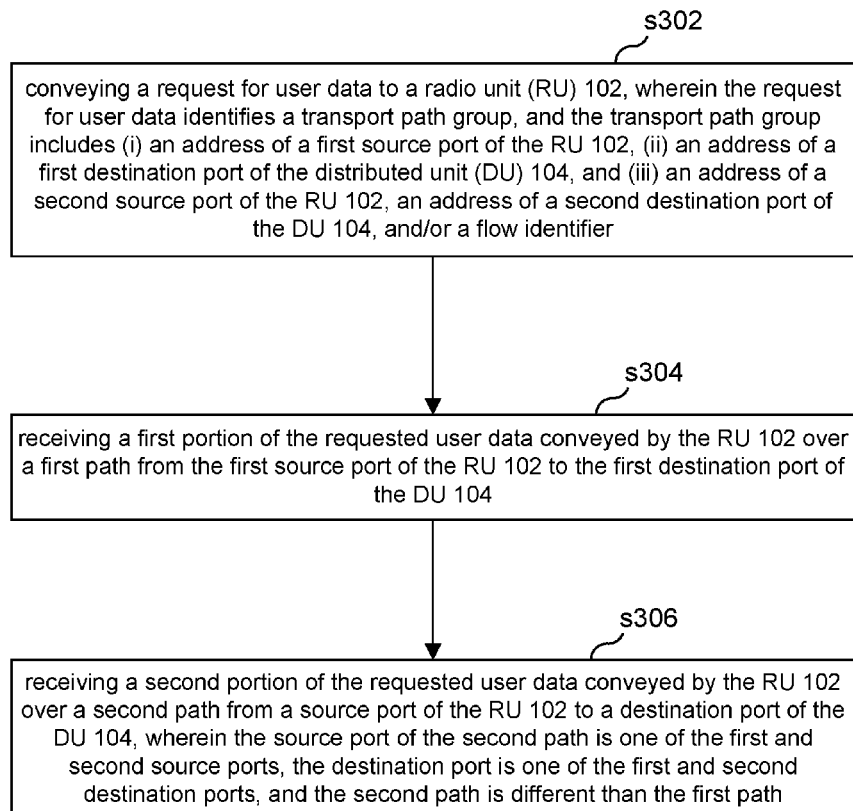 s302
conveying a request for user data to a radio unit (RU) 102, wherein the request
for user data identifies a transport path group, and the transport path group
includes (i) an address of a first source port of the RU 102, (ii) an address of a
first destination port of the distributed unit (DU) 104, and (iii) an address of a
second source port of the RU 102, an address of a second destination port of
the DU 104, and/or a flow identifier
s304
receiving a first portion of the requested user data conveyed by the RU 102 over
a first path from the first source port of the RU 102 to the first destination port of
the DU 104
s306
receiving a second portion of the requested user data conveyed by the RU 102
over a second path from a source port of the RU 102 to a destination port of the
DU 104, wherein the source port of the second path is one of the first and
second source ports, the destination port is one of the first and second
destination ports, and the second path is different than the first path